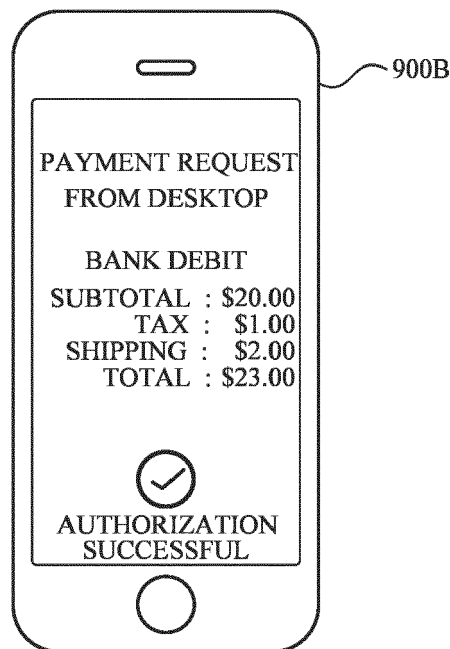 900B
PAYMENT REQUEST
FROM DESKTOP
BANK DEBIT
SUBTOTAL : $20.00
TAX : $1.00
SHIPPING : $2.00
TOTAL : $23.00
AUTHORIZATION
SUCCESSFUL